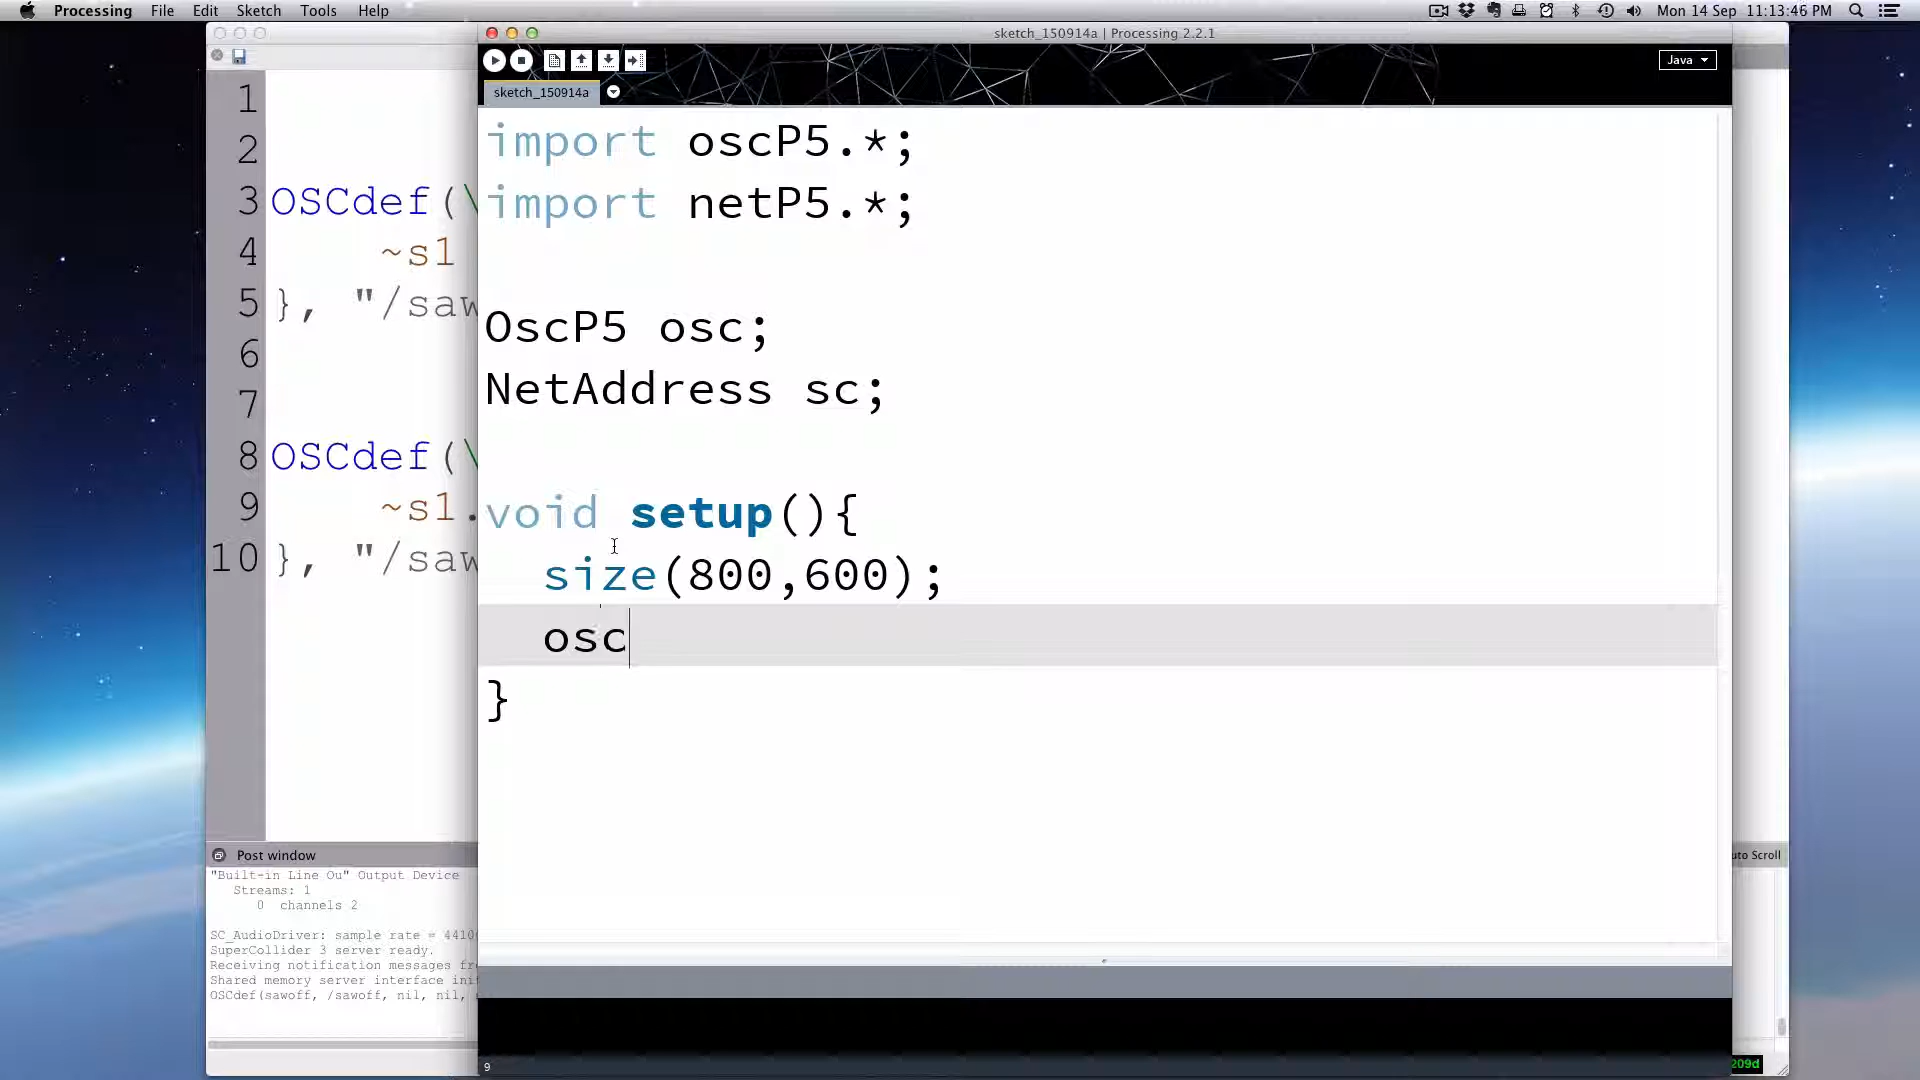 Processing File Edit Sketch Tools Help
Mon 14 Sep 11:13:46 PM
sketch_150914a | Processing 2.2.1
Java
sketch_150914a
import oscP5.*;
import netP5.*;
OscP5 osc;
NetAddress sc;
void setup(){
size(800,600);
osc
}
9
1
2
3 OSCdef(\
4 ~s1
5 }, "/saw
6
7
8 OSCdef(\
9 ~s1.
10 }, "/saw
Post window
uto Scroll
"Built-in Line Ou" Output Device
Streams: 1
0 channels 2
SC_AudioDriver: sample rate = 4410
SuperCollider 3 server ready.
Receiving notification messages fr
Shared memory server interface ini
OSCdef(sawoff, /sawoff, nil, nil,
209d